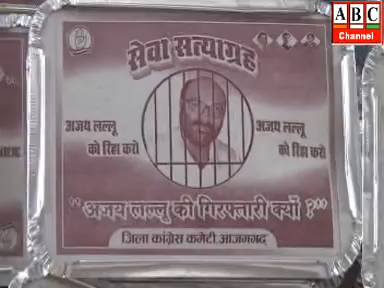 ABC
Channel
सेवा सत्याग्रह
अजय लल्लू
को रिहा करो
अजय लल्लू
को रिहा करो
"अजय लल्लु की गिरफ्तारी क्यों ?"
जिला कांग्रेस कमेटी, आजमगढ़